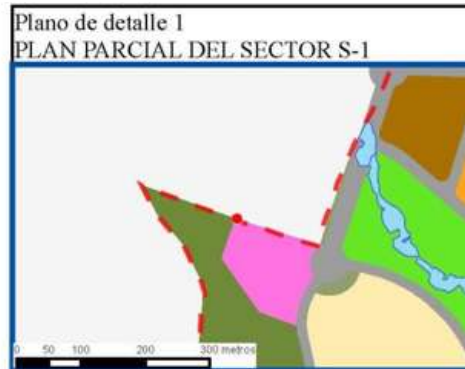 Plano de detalle 1
PLAN PARCIAL DEL SECTOR S-1
0 50 100 200 300 metros